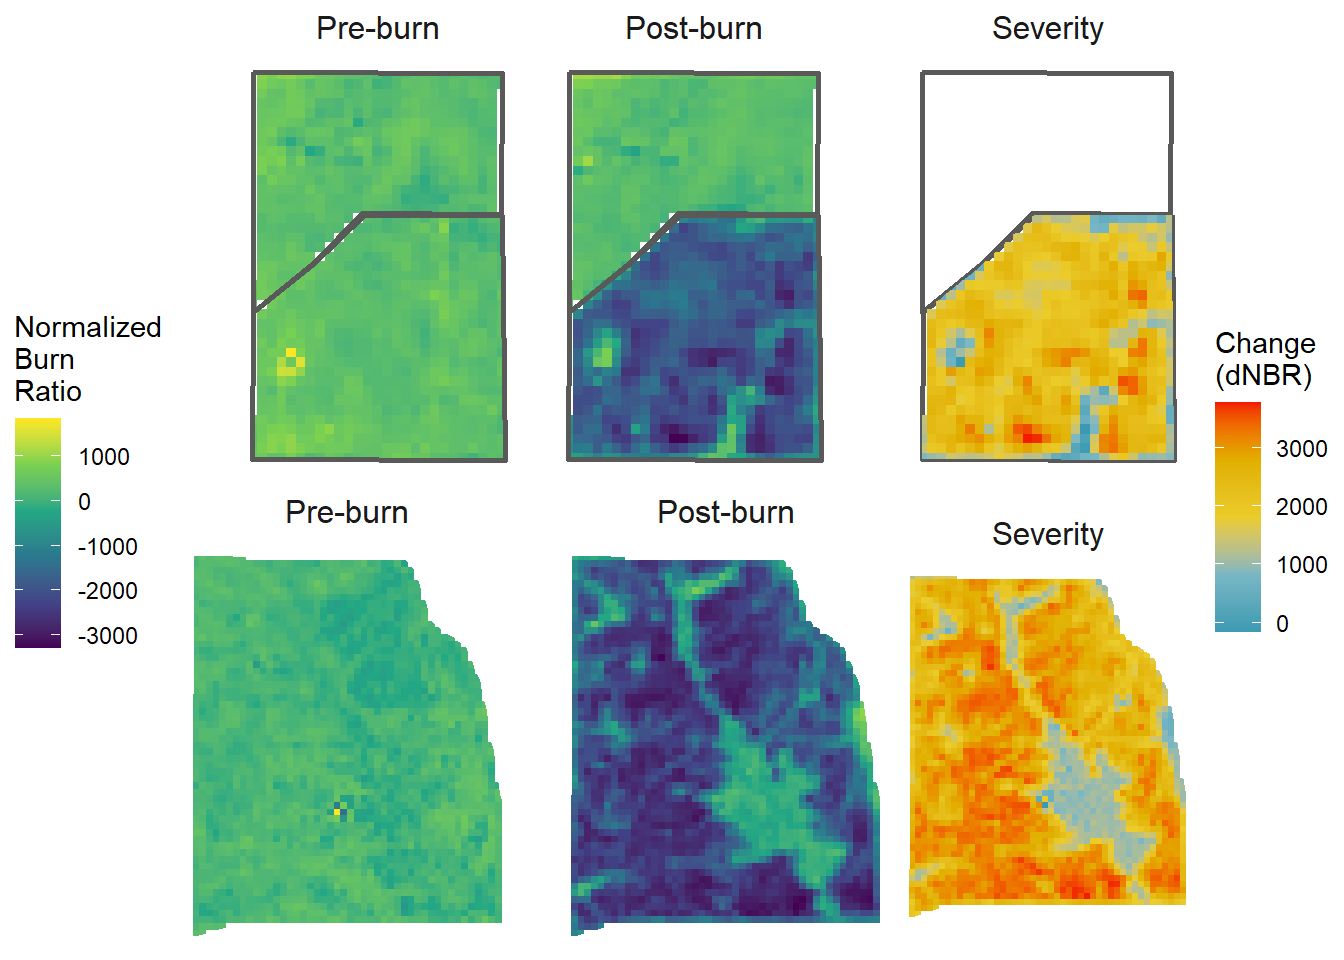 Pre-burn
Post-burn
Severity
Normalized
Burn
Ratio
1000
0
-1000
-2000
-3000
Change
(dNBR)
3000
2000
1000
0
Pre-burn
Post-burn
Severity